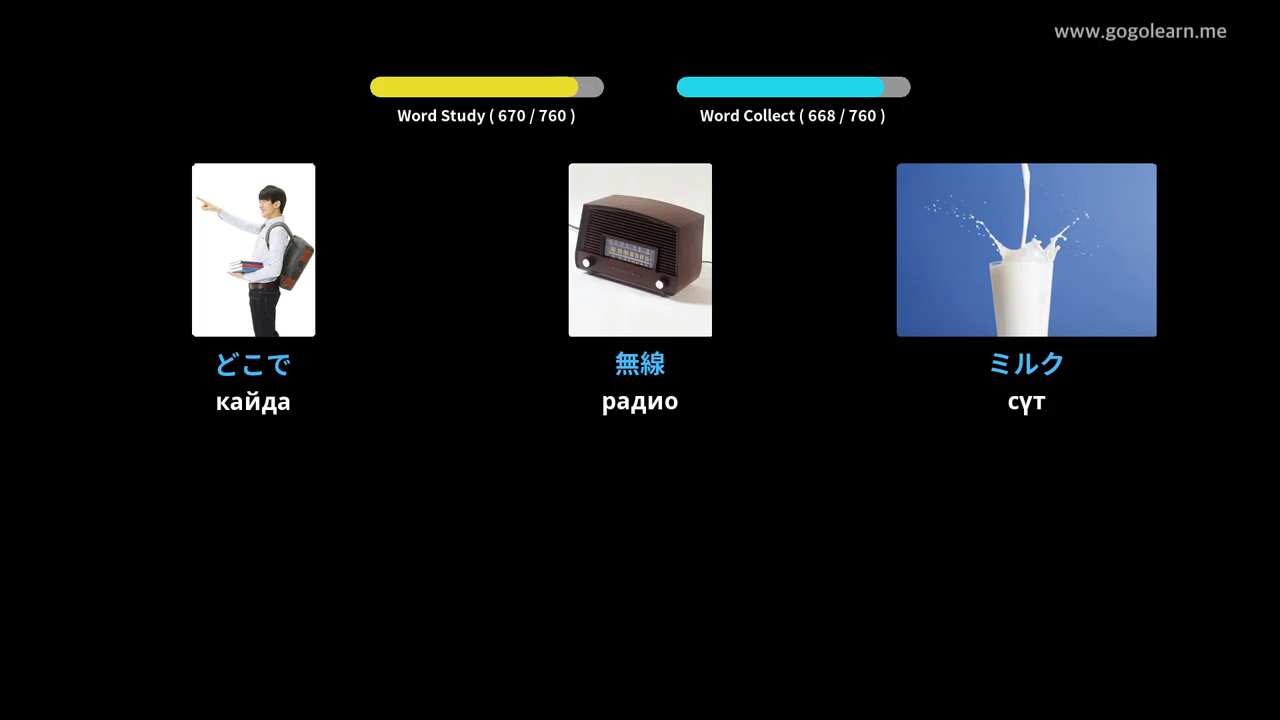 www.gogolearn.me
Word Study ( 670 / 760 )
Word Collect ( 668 / 760 )
どこで
無線
ミルク
кайда
радио
сүт